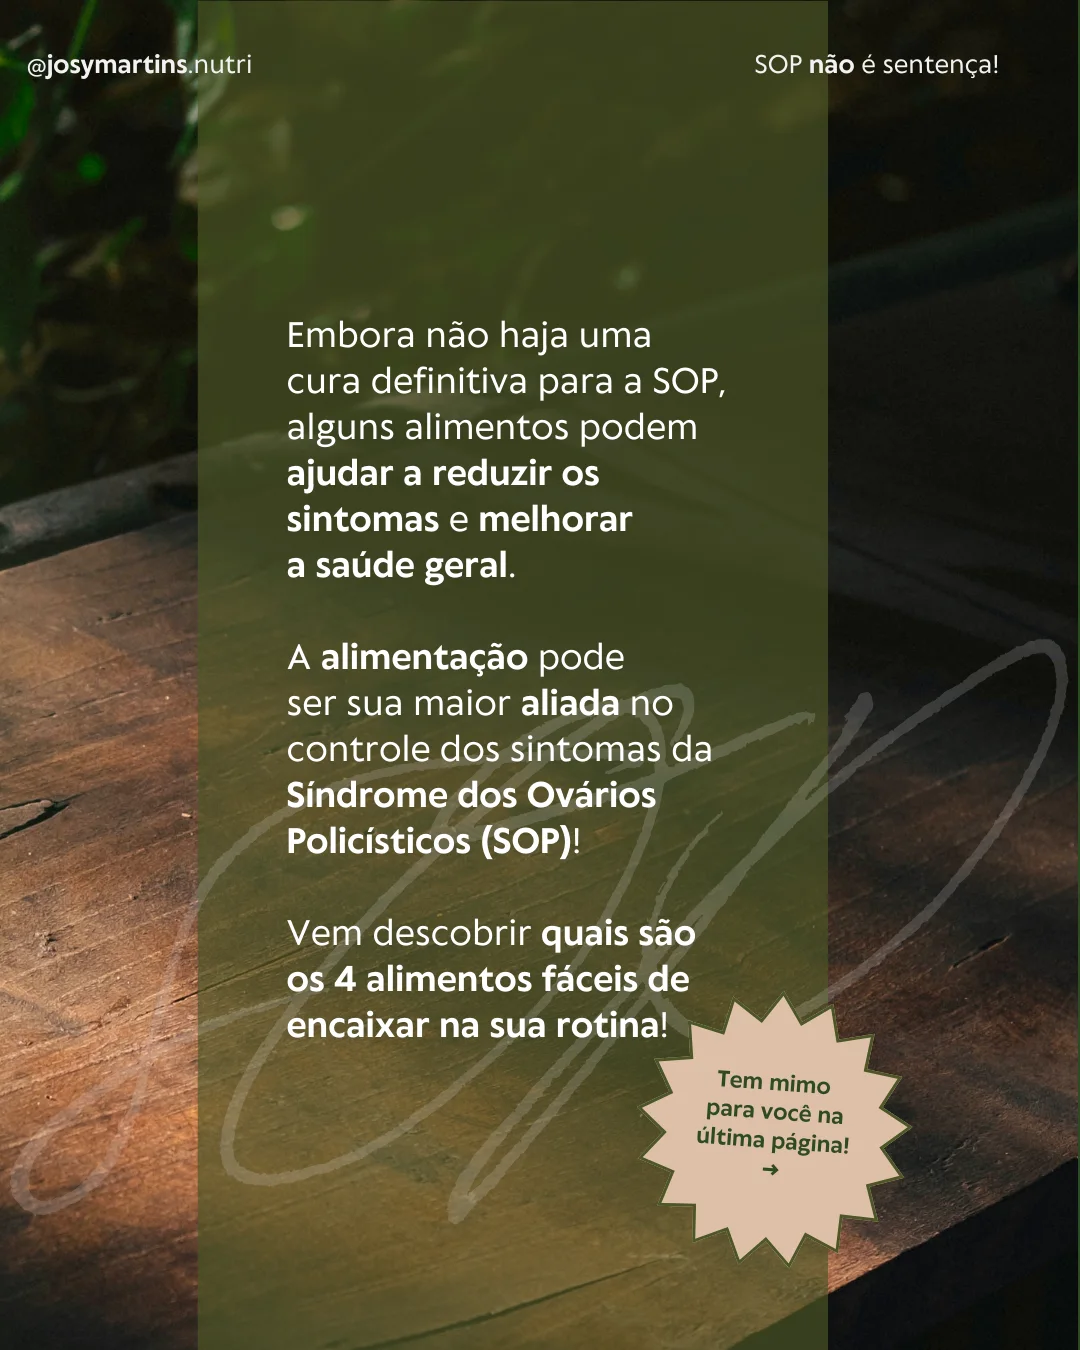 @josymartins.nutri
SOP não é sentença!
Embora não haja uma
cura definitiva para a SOP,
alguns alimentos podem
ajudar a reduzir os
sintomas e melhorar
a saúde geral.
A alimentação pode
ser sua maior aliada no
controle dos sintomas da
Síndrome dos Ovários
Policísticos (SOP)!
Vem descobrir quais são
os 4 alimentos fáceis de
encaixar na sua rotina!
Tem mimo
para você na
última página!
→